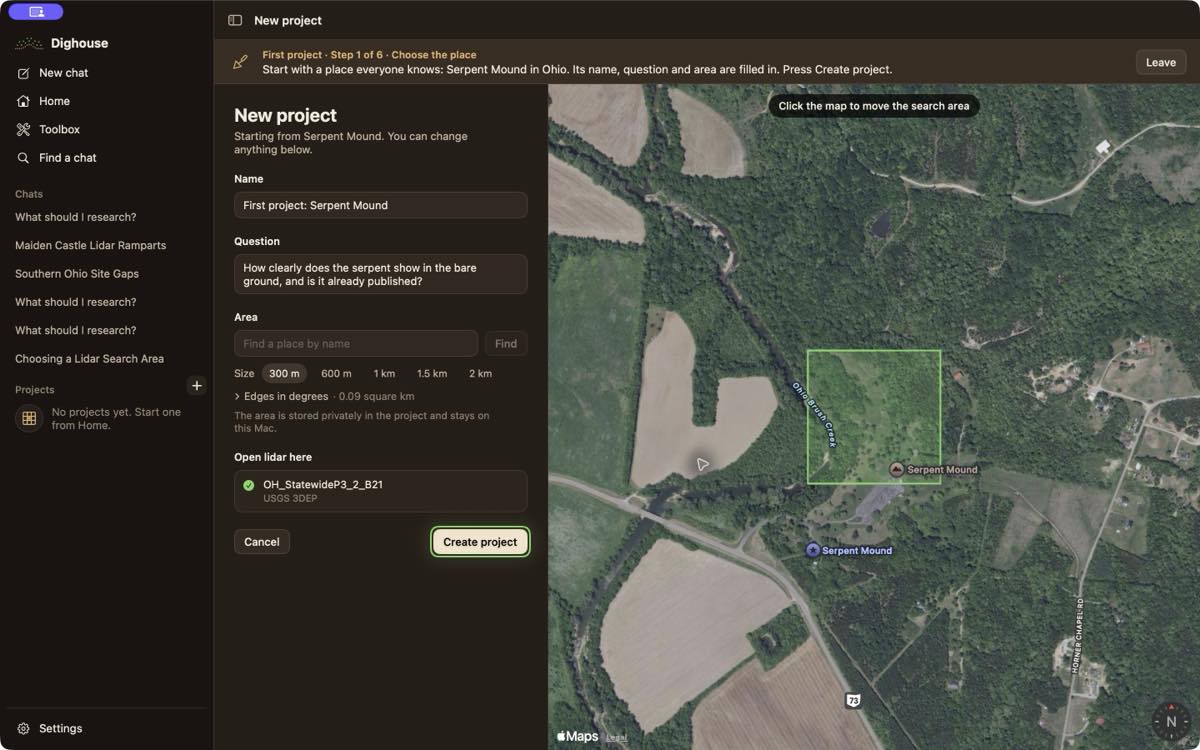 Dighouse
New chat
Home
Toolbox
Find a chat
Chats
What should I research?
Maiden Castle Lidar Ramparts
Southern Ohio Site Gaps
What should I research?
What should I research?
Choosing a Lidar Search Area
Projects
No projects yet. Start one
from Home.
Settings
New project
First project · Step 1 of 6 · Choose the place
Start with a place everyone knows: Serpent Mound in Ohio. Its name, question and area are filled in. Press Create project.
Leave
New project
Starting from Serpent Mound. You can change
anything below.
Name
First project: Serpent Mound
Question
How clearly does the serpent show in the bare
ground, and is it already published?
Area
Find a place by name
Find
Size 300 m 600 m 1 km 1.5 km 2 km
Edges in degrees · 0.09 square km
The area is stored privately in the project and stays on
this Mac.
Open lidar here
OH_StatewideP3_2_B21
USGS 3DEP
Cancel
Create project
Click the map to move the search area
Ohio Brush Creek
Serpent Mound
Serpent Mound
HORNER CHAPEL RD
73
Maps
Legal
N